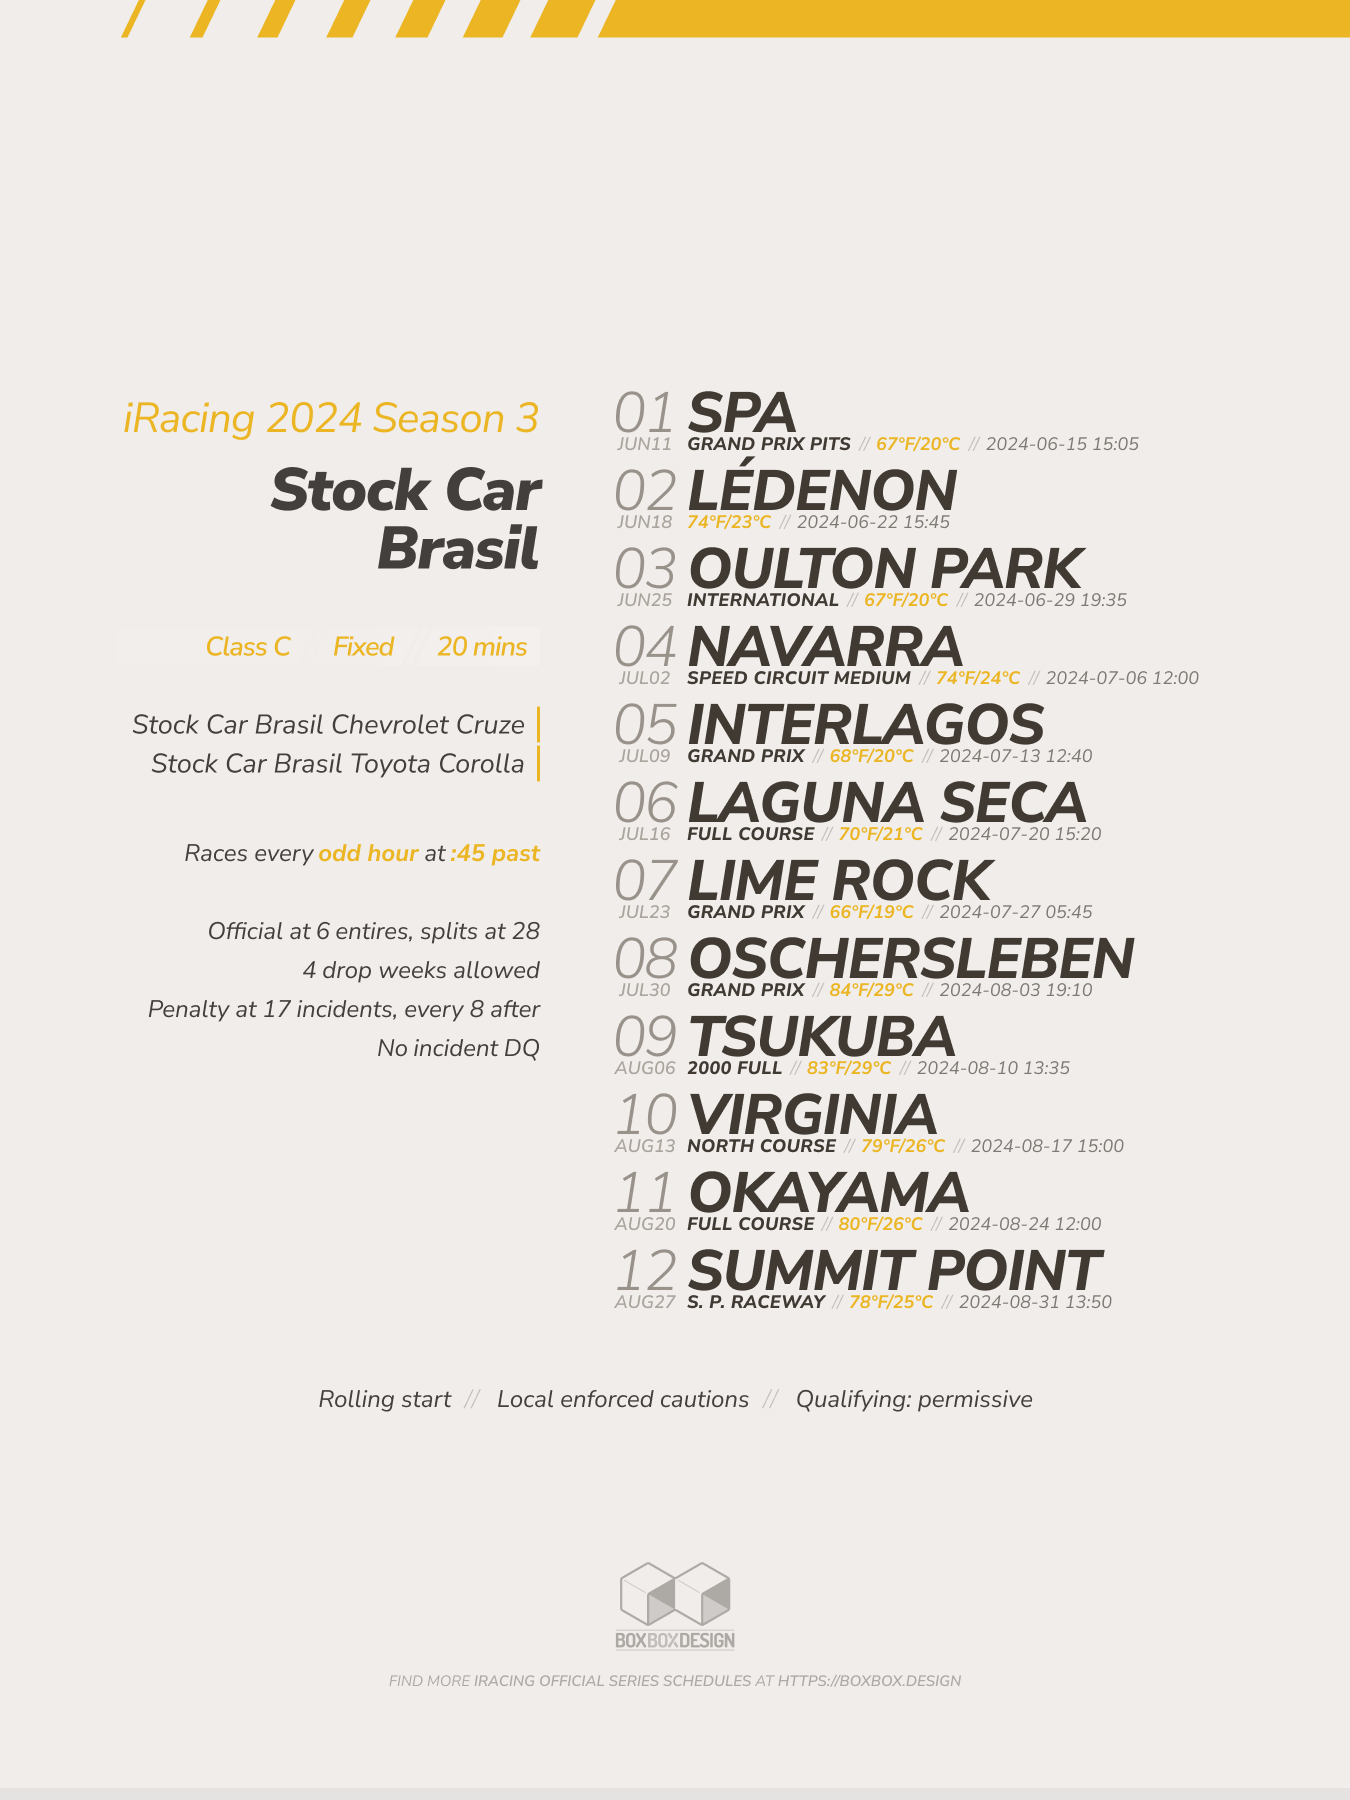 iRacing 2024 Season 3
Stock Car
Brasil
Class C Fixed // 20 mins
Stock Car Brasil Chevrolet Cruze
Stock Car Brasil Toyota Corolla
Races every odd hour at :45 past
Official at 6 entires, splits at 28
4 drop weeks allowed
Penalty at 17 incidents, every 8 after
No incident DQ
01 SPA
JUN11 GRAND PRIX PITS // 67°F/20°C // 2024-06-15 15:05
02 LÉDENON
JUN18 74°F/23°C // 2024-06-22 15:45
03 OULTON PARK
JUN25 INTERNATIONAL // 67°F/20°C // 2024-06-29 19:35
04 NAVARRA
JUL02 SPEED CIRCUIT MEDIUM // 74°F/24°C // 2024-07-06 12:00
05 INTERLAGOS
JUL09 GRAND PRIX // 68°F/20°C // 2024-07-13 12:40
06 LAGUNA SECA
JUL16 FULL COURSE // 70°F/21°C // 2024-07-20 15:20
07 LIME ROCK
JUL23 GRAND PRIX // 66°F/19°C // 2024-07-27 05:45
08 OSCHERSLEBEN
JUL30 GRAND PRIX // 84°F/29°C // 2024-08-03 19:10
09 TSUKUBA
AUG06 2000 FULL // 83°F/29°C // 2024-08-10 13:35
10 VIRGINIA
AUG13 NORTH COURSE // 79°F/26°C // 2024-08-17 15:00
11 OKAYAMA
AUG20 FULL COURSE // 80°F/26°C // 2024-08-24 12:00
12 SUMMIT POINT
AUG27 S. P. RACEWAY // 78°F/25°C // 2024-08-31 13:50
Rolling start // Local enforced cautions // Qualifying: permissive
BOXBOXDESIGN
FIND MORE IRACING OFFICIAL SERIES SCHEDULES AT HTTPS://BOXBOX.DESIGN